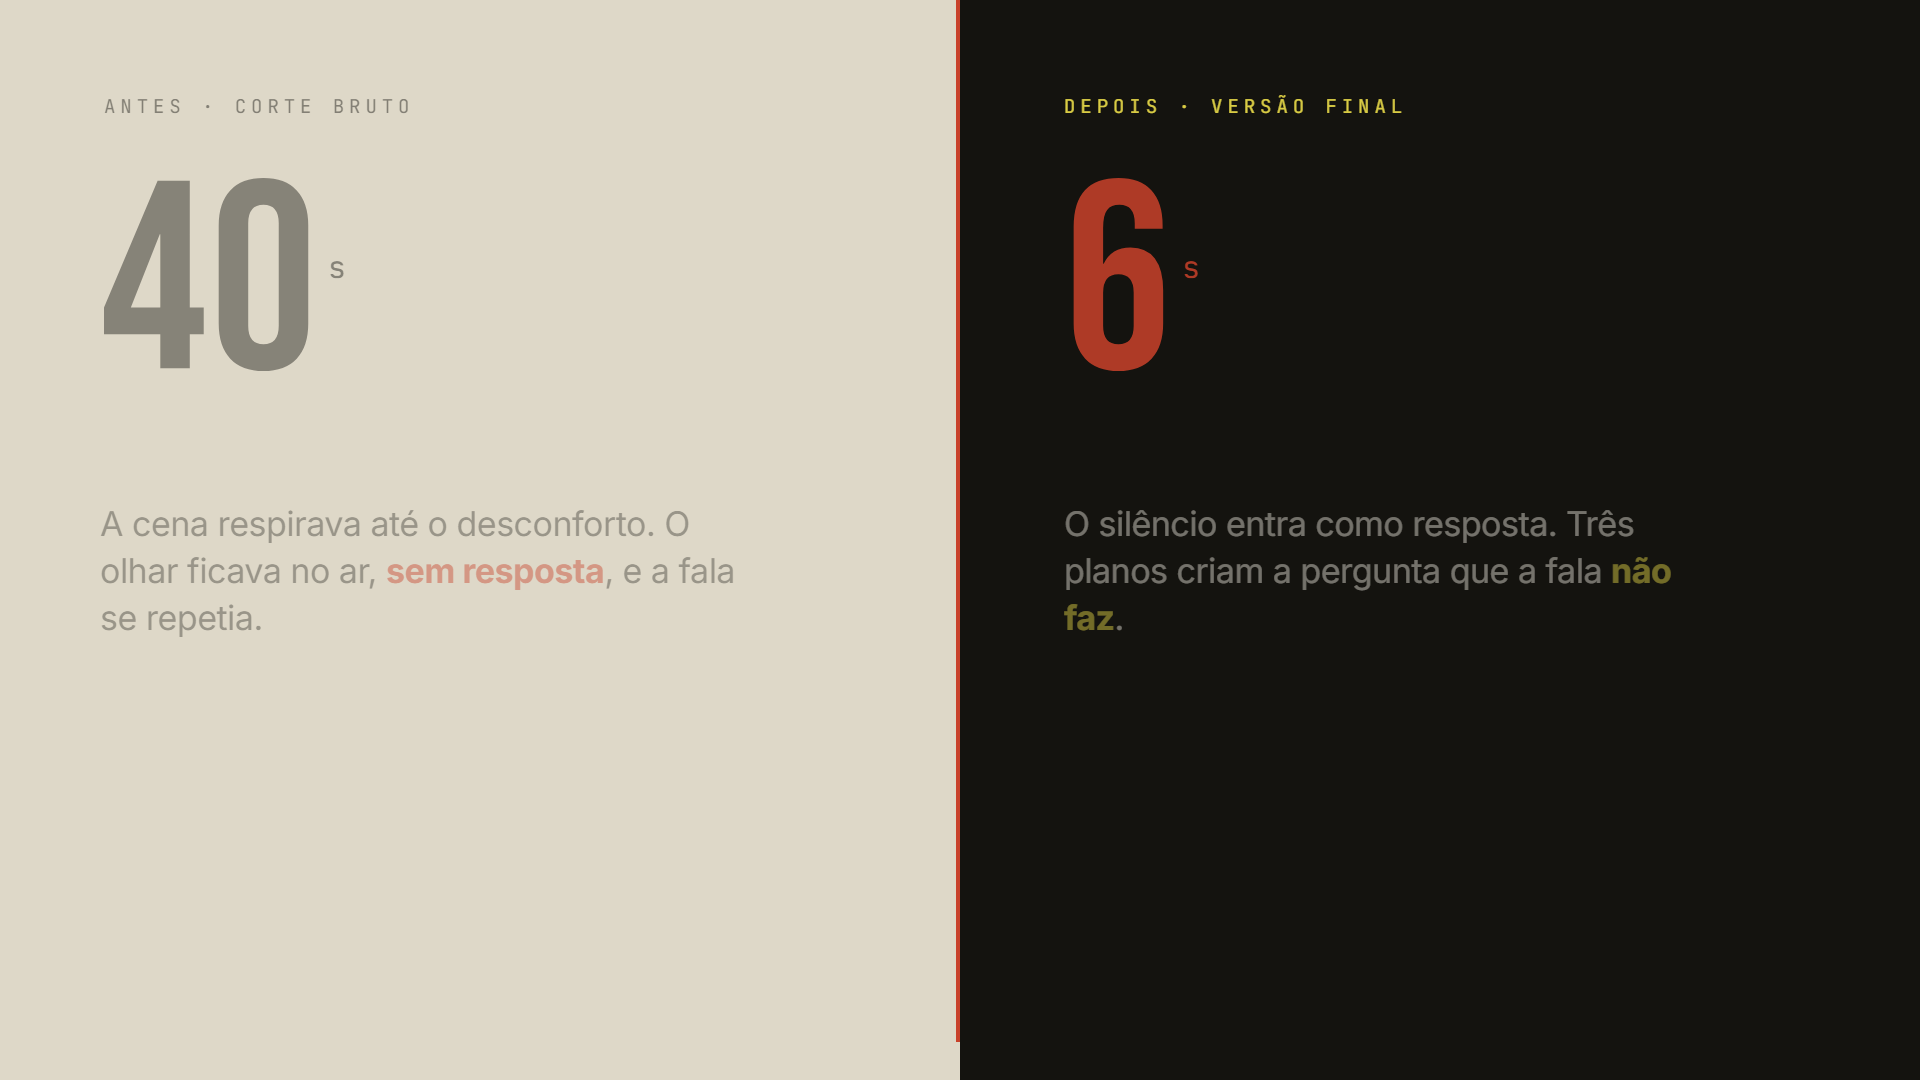 ANTES · CORTE BRUTO
40 s
A cena respirava até o desconforto. O
olhar ficava no ar, sem resposta, e a fala
se repetia.
DEPOIS · VERSÃO FINAL
6 s
O silêncio entra como resposta. Três
planos criam a pergunta que a fala não
faz.